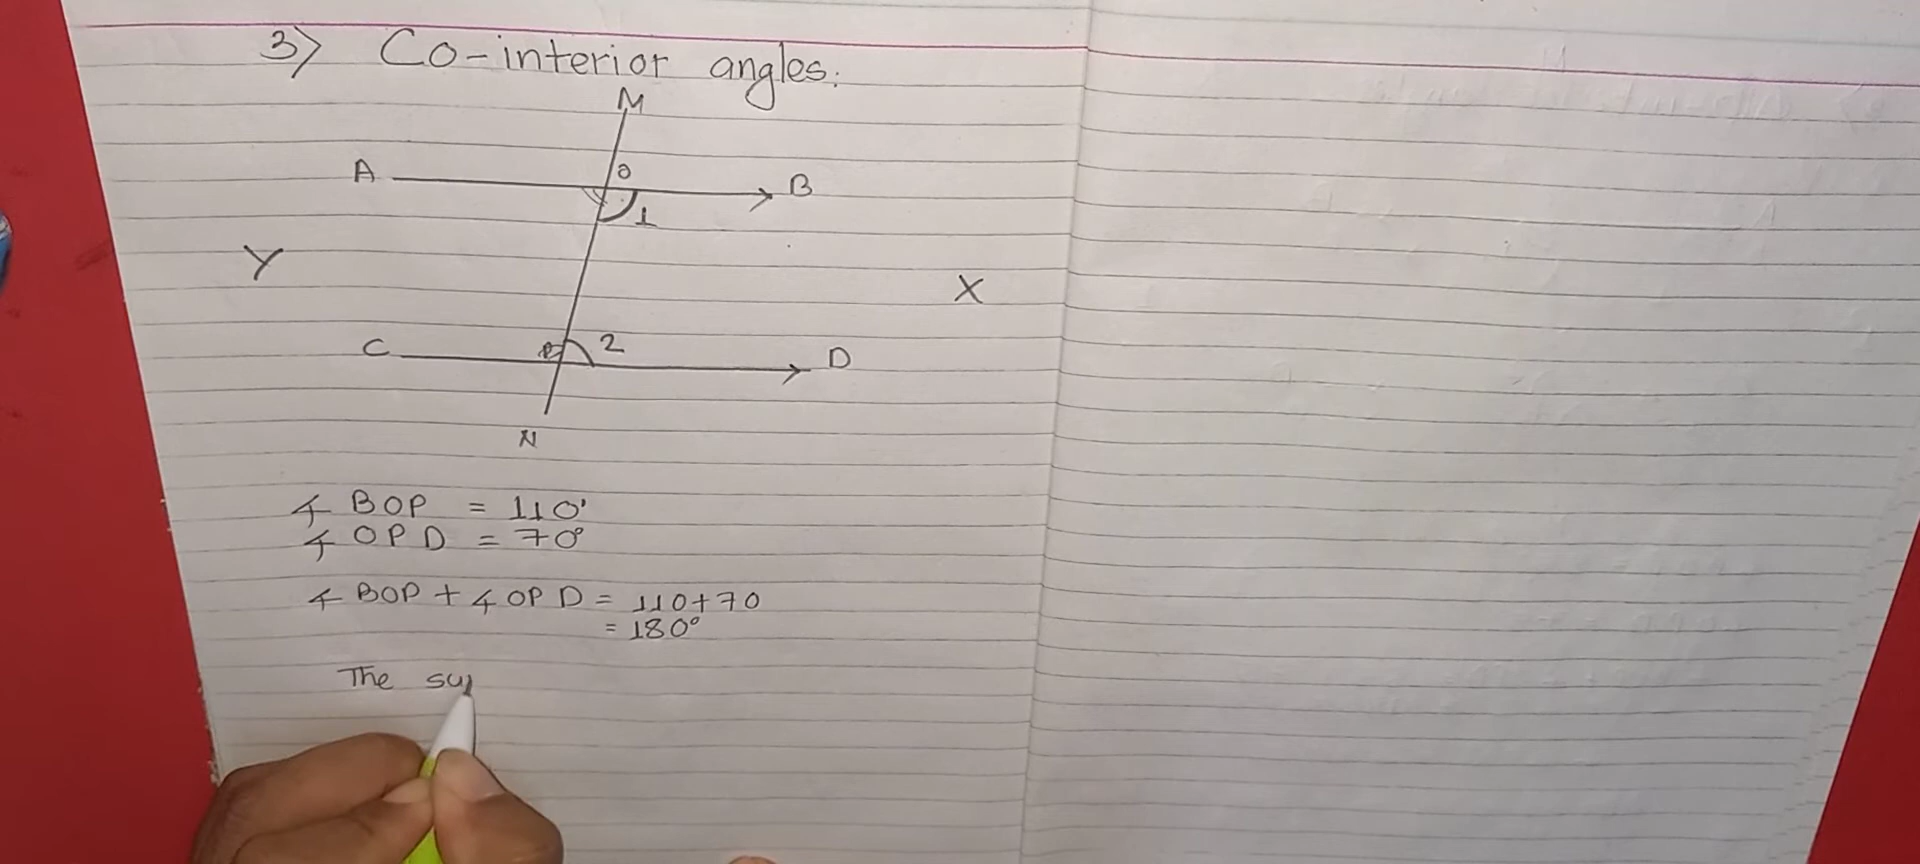 3) Co-interior angles.
M
A O B
1
Y X
C P 2 D
N
∡ BOP = 110°
∡ OPD = 70°
∡ BOP + ∡ OPD = 110+70
= 180°
The su